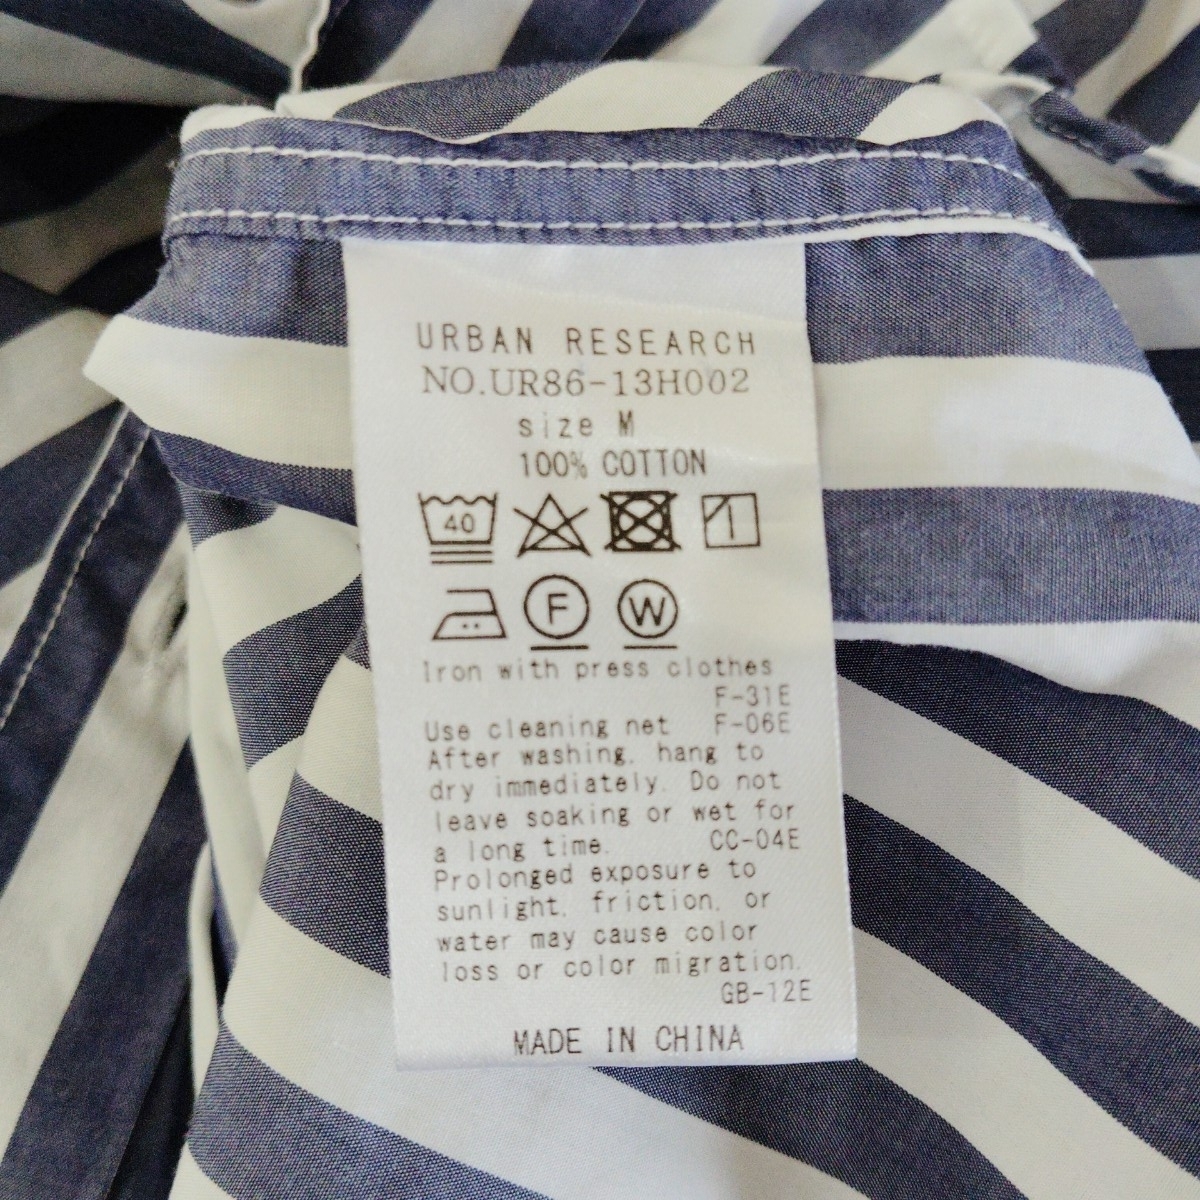 URBAN RESEARCH
NO.UR86-13H002
size M
100% COTTON
40
F W
Iron with press clothes
F-31E
Use cleaning net F-06E
After washing, hang to
dry immediately. Do not
leave soaking or wet for
a long time. CC-04E
Prolonged exposure to
sunlight, friction, or
water may cause color
loss or color migration.
GB-12E
MADE IN CHINA